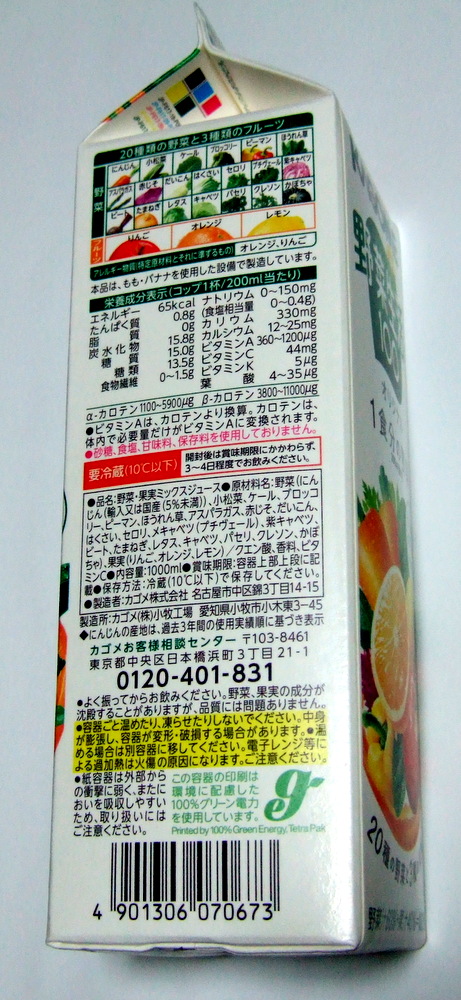 20種類の野菜と3種類のフルーツ
野菜
にんじん 小松菜 ケール ブロッコリー ピーマン ほうれん草
アスパラガス 赤じそ だいこん はくさい セロリ プチヴェール 紫キャベツ
ビート たまねぎ レタス キャベツ パセリ クレソン かぼちゃ
フルーツ
りんご オレンジ レモン
アレルギー物質(特定原材料とそれに準ずるもの) オレンジ、りんご
本品は、もも・バナナを使用した設備で製造しています。
栄養成分表示(コップ1杯/200ml当たり)
エネルギー 65kcal
たんぱく質 0.8g
脂質 0g
炭水化物 15.8g
糖質 15.0g
糖類 13.5g
食物繊維 0~1.5g
ナトリウム 0~150mg
(食塩相当量 0~0.4g)
カリウム 330mg
カルシウム 12~25mg
ビタミンA 360~1200μg
ビタミンC 44mg
ビタミンK 5μg
葉酸 4~35μg
α-カロテン 1100~5900μg β-カロテン 3800~11000μg
●ビタミンAは、カロテンより換算。カロテンは、
体内で必要量だけがビタミンAに変換されます。
●砂糖、食塩、甘味料、保存料を使用しておりません。
要冷蔵(10℃以下)
開封後は賞味期限にかかわらず、
3~4日程度でお飲みください。
●品名:野菜・果実ミックスジュース●原材料名:野菜(にん
じん(輸入又は国産(5%未満))、小松菜、ケール、ブロッコ
リー、ピーマン、ほうれん草、アスパラガス、赤じそ、だいこん、
はくさい、セロリ、メキャベツ(プチヴェール)、紫キャベツ、
ビート、たまねぎ、レタス、キャベツ、パセリ、クレソン、かぼ
ちゃ)、果実(りんご、オレンジ、レモン)/クエン酸、香料、ビタ
ミンC●内容量:1000ml●賞味期限:容器上部上段に記
載●保存方法:冷蔵(10℃以下)で保存してください。
●製造者:カゴメ株式会社 名古屋市中区錦3丁目14-15
製造所:カゴメ(株)小牧工場 愛知県小牧市小木東3-45
◆にんじんの産地は、過去3年間の使用実績順に基づき表示
カゴメお客様相談センター 〒103-8461
東京都中央区日本橋浜町3丁目21-1
0120-401-831
●よく振ってからお飲みください。野菜、果実の成分が
沈殿することがありますが、品質には問題ありません。
●容器ごと温めたり、凍らせたりしないでください。中身
が膨張し、容器が変形・破損する場合があります。●温
める場合は別容器に移してください。電子レンジ等に
よる過加熱は火傷の原因になります。ご注意ください。
●紙容器は外部から
の衝撃に弱く、またに
おいを吸収しやすい
ため、取り扱いには
ご注意ください。
この容器の印刷は
環境に配慮した
100%グリーン電力
を使用しています。
Printed by 100% Green Energy, Tetra Pak
g
4 901306 070673
野菜
1食分
20種の野菜と